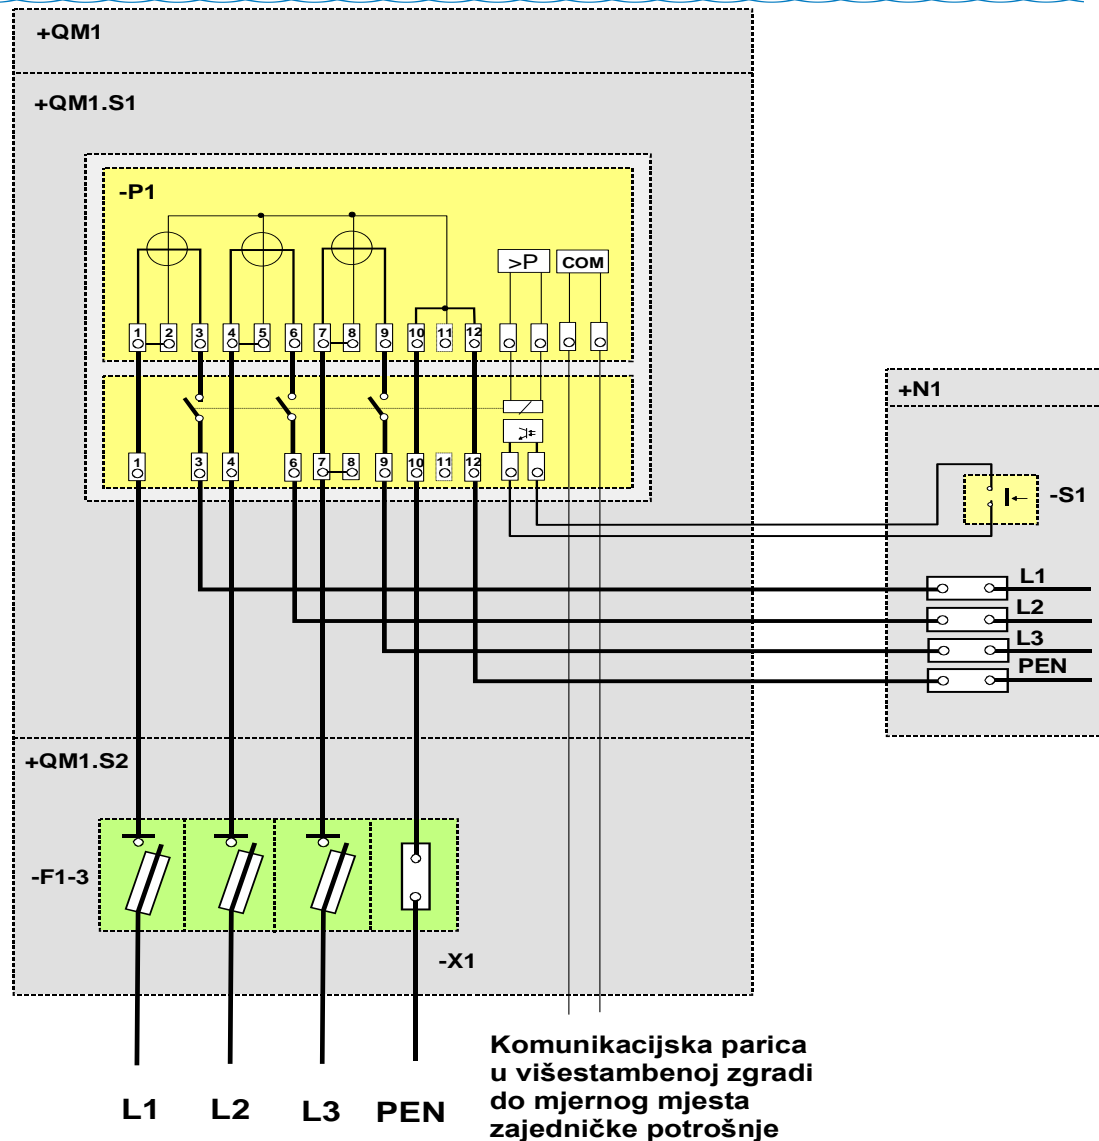 +QM1
+QM1.S1
-P1
>P COM
1 2 3 4 5 6 7 8 9 10 11 12
+N1
1 3 4 6 7 8 9 10 11 12
-S1
L1
L2
L3
PEN
+QM1.S2
-F1-3
-X1
L1 L2 L3 PEN
Komunikacijska parica
u višestambenoj zgradi
do mjernog mjesta
zajedničke potrošnje